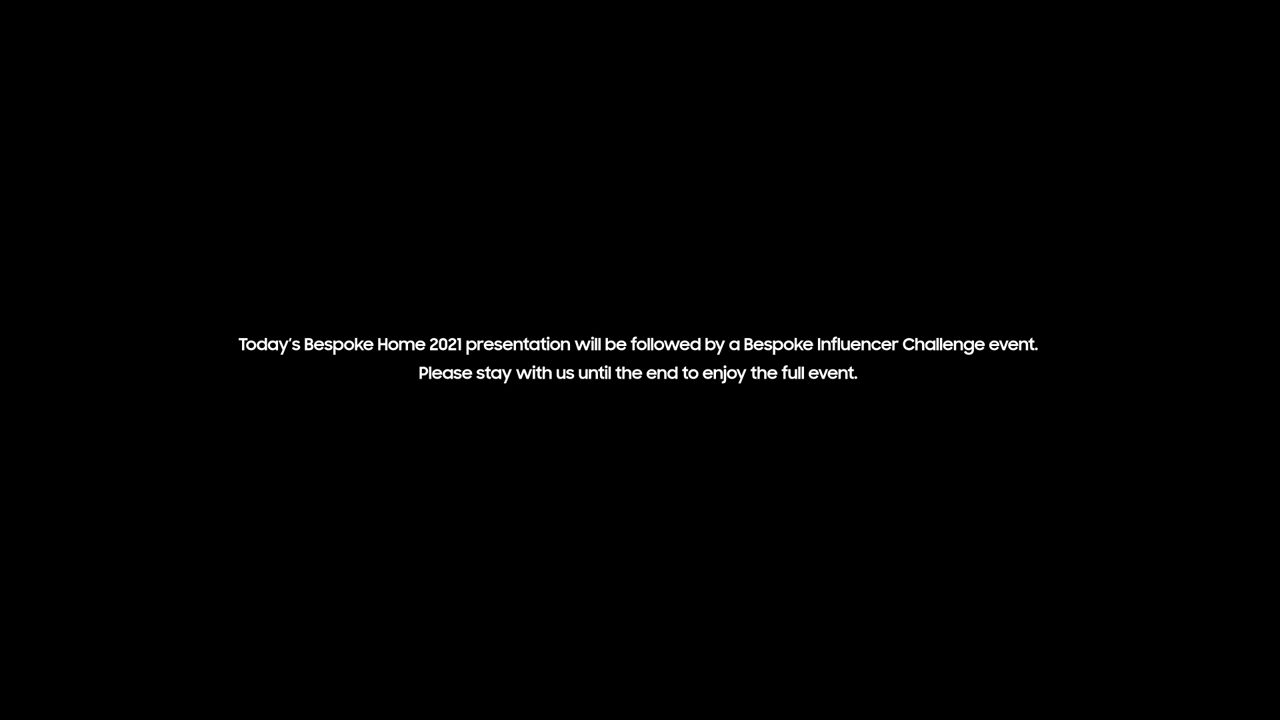 Today's Bespoke Home 2021 presentation will be followed by a Bespoke Influencer Challenge event.
Please stay with us until the end to enjoy the full event.